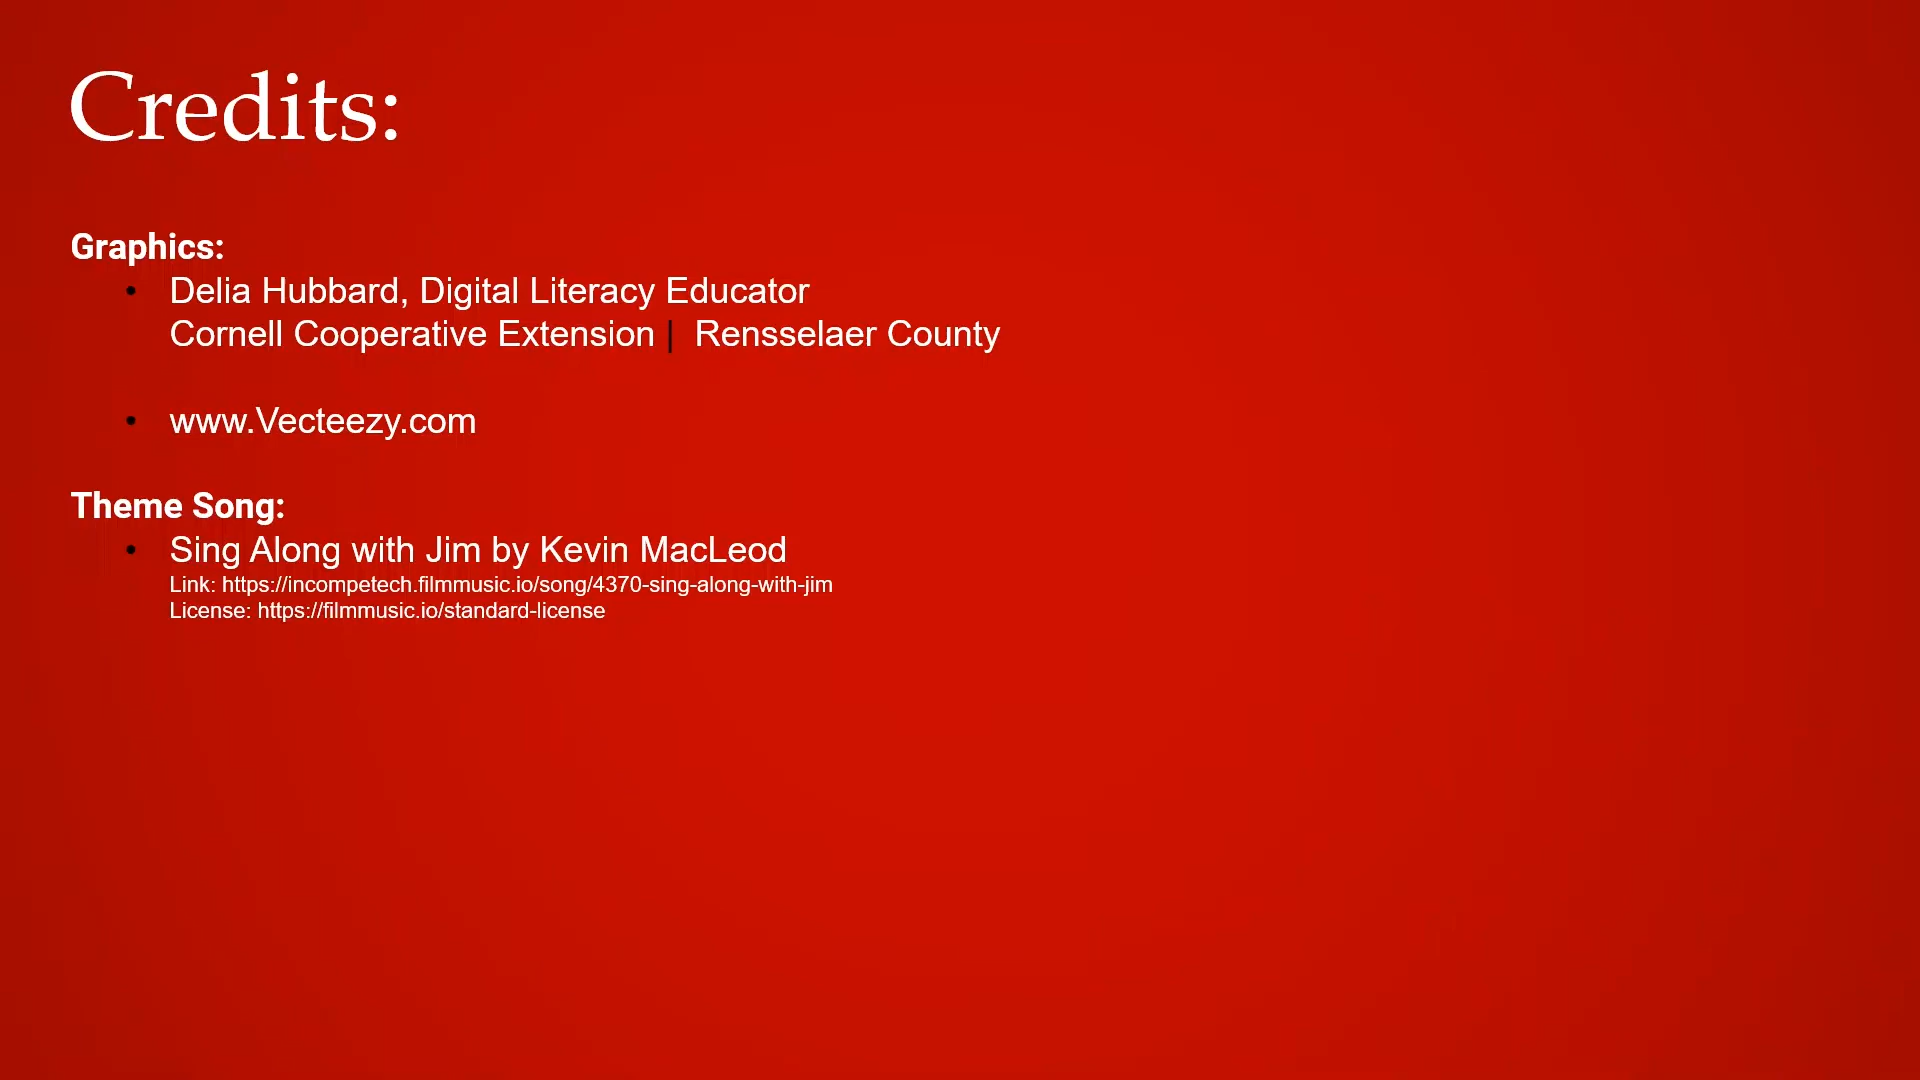 Credits:
Graphics:
• Delia Hubbard, Digital Literacy Educator
Cornell Cooperative Extension | Rensselaer County
• www.Vecteezy.com
Theme Song:
• Sing Along with Jim by Kevin MacLeod
Link: https://incompetech.filmmusic.io/song/4370-sing-along-with-jim
License: https://filmmusic.io/standard-license